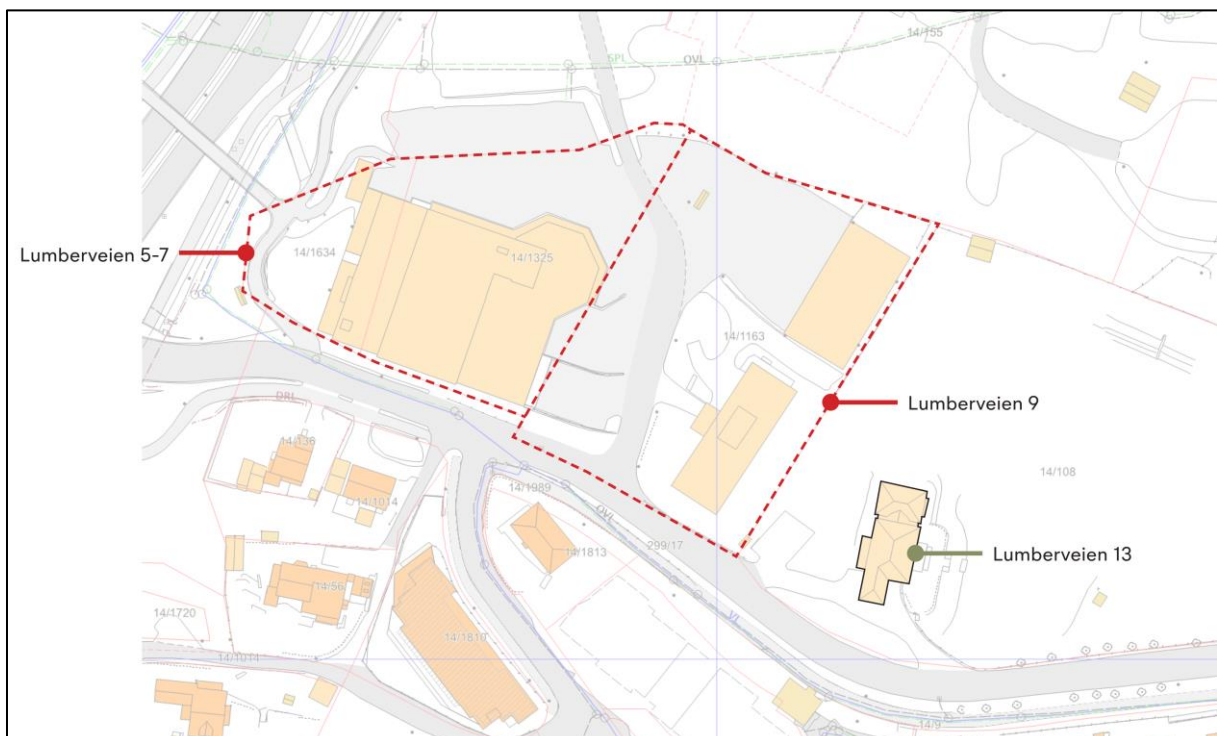 14/155
SPL
OVL
Lumberveien 5-7
14/1634
14/1325
14/1163
Lumberveien 9
DRL
14/136
14/108
14/1014
14/1989
OVL
299/17
14/1813
Lumberveien 13
14/56
14/1720
VL
14/1810
14/1014
14/9